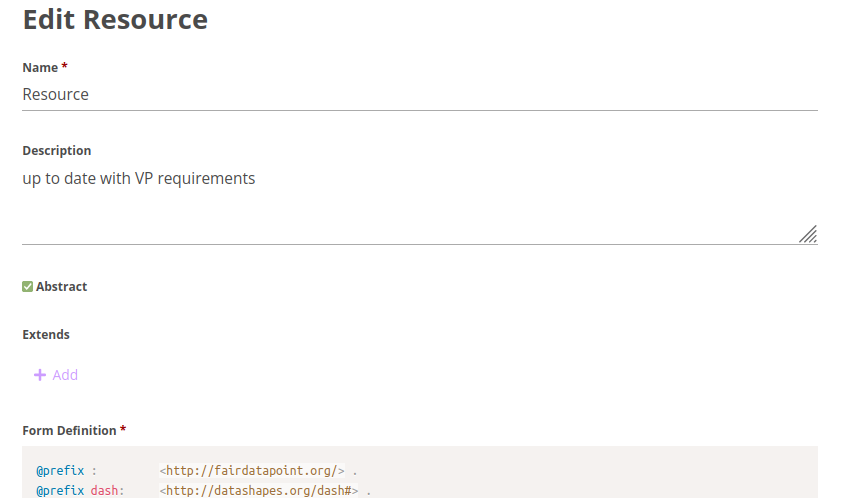 Edit Resource
Name *
Resource
Description
up to date with VP requirements
Abstract
Extends
+ Add
Form Definition *
@prefix : <http://fairdatapoint.org/> .
@prefix dash: <http://datashapes.org/dash#> .